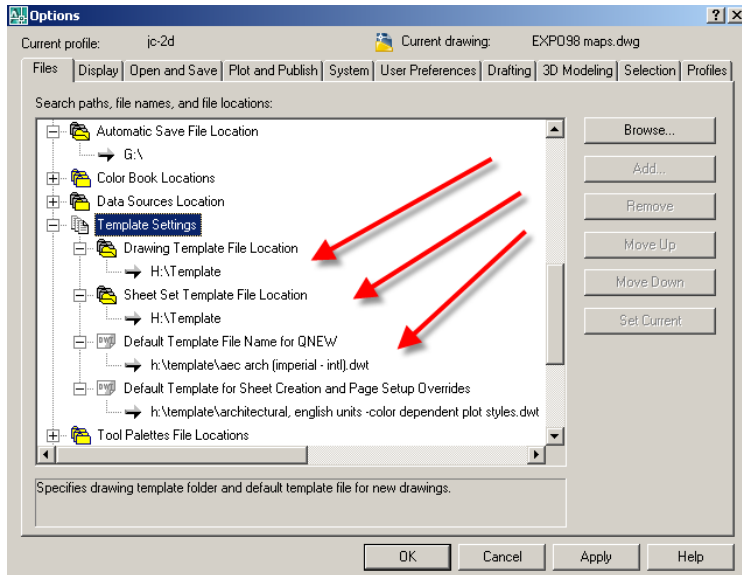 Options
Current profile: jc-2d Current drawing: EXPO98 maps.dwg
Files Display Open and Save Plot and Publish System User Preferences Drafting 3D Modeling Selection Profiles
Search paths, file names, and file locations:
Automatic Save File Location
G:\
Color Book Locations
Data Sources Location
Template Settings
Drawing Template File Location
H:\Template
Sheet Set Template File Location
H:\Template
Default Template File Name for QNEW
h:\template\aec arch (imperial - intl).dwt
Default Template for Sheet Creation and Page Setup Overrides
h:\template\architectural, english units -color dependent plot styles.dwt
Tool Palettes File Locations
Browse...
Add...
Remove
Move Up
Move Down
Set Current
Specifies drawing template folder and default template file for new drawings.
OK Cancel Apply Help